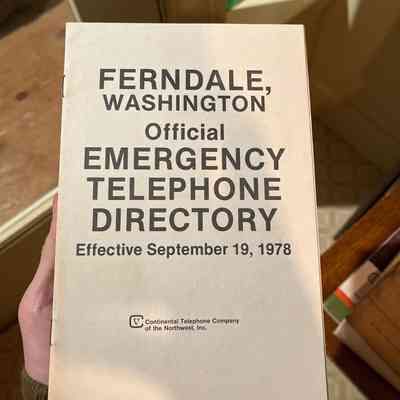 FERNDALE,
WASHINGTON
Official
EMERGENCY
TELEPHONE
DIRECTORY
Effective September 19, 1978
Continental Telephone Company
of the Northwest, Inc.